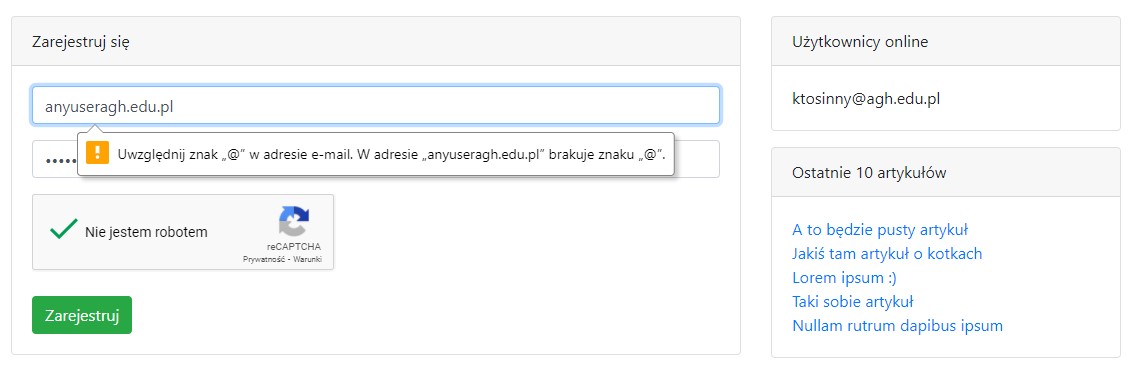 Zarejestruj się
anyuseragh.edu.pl
Uwzględnij znak „@” w adresie e-mail. W adresie „anyuseragh.edu.pl” brakuje znaku „@”.
•••••
Nie jestem robotem
reCAPTCHA
Prywatność - Warunki
Zarejestruj
Użytkownicy online
ktosinny@agh.edu.pl
Ostatnie 10 artykułów
A to będzie pusty artykuł
Jakiś tam artykuł o kotkach
Lorem ipsum :)
Taki sobie artykuł
Nullam rutrum dapibus ipsum